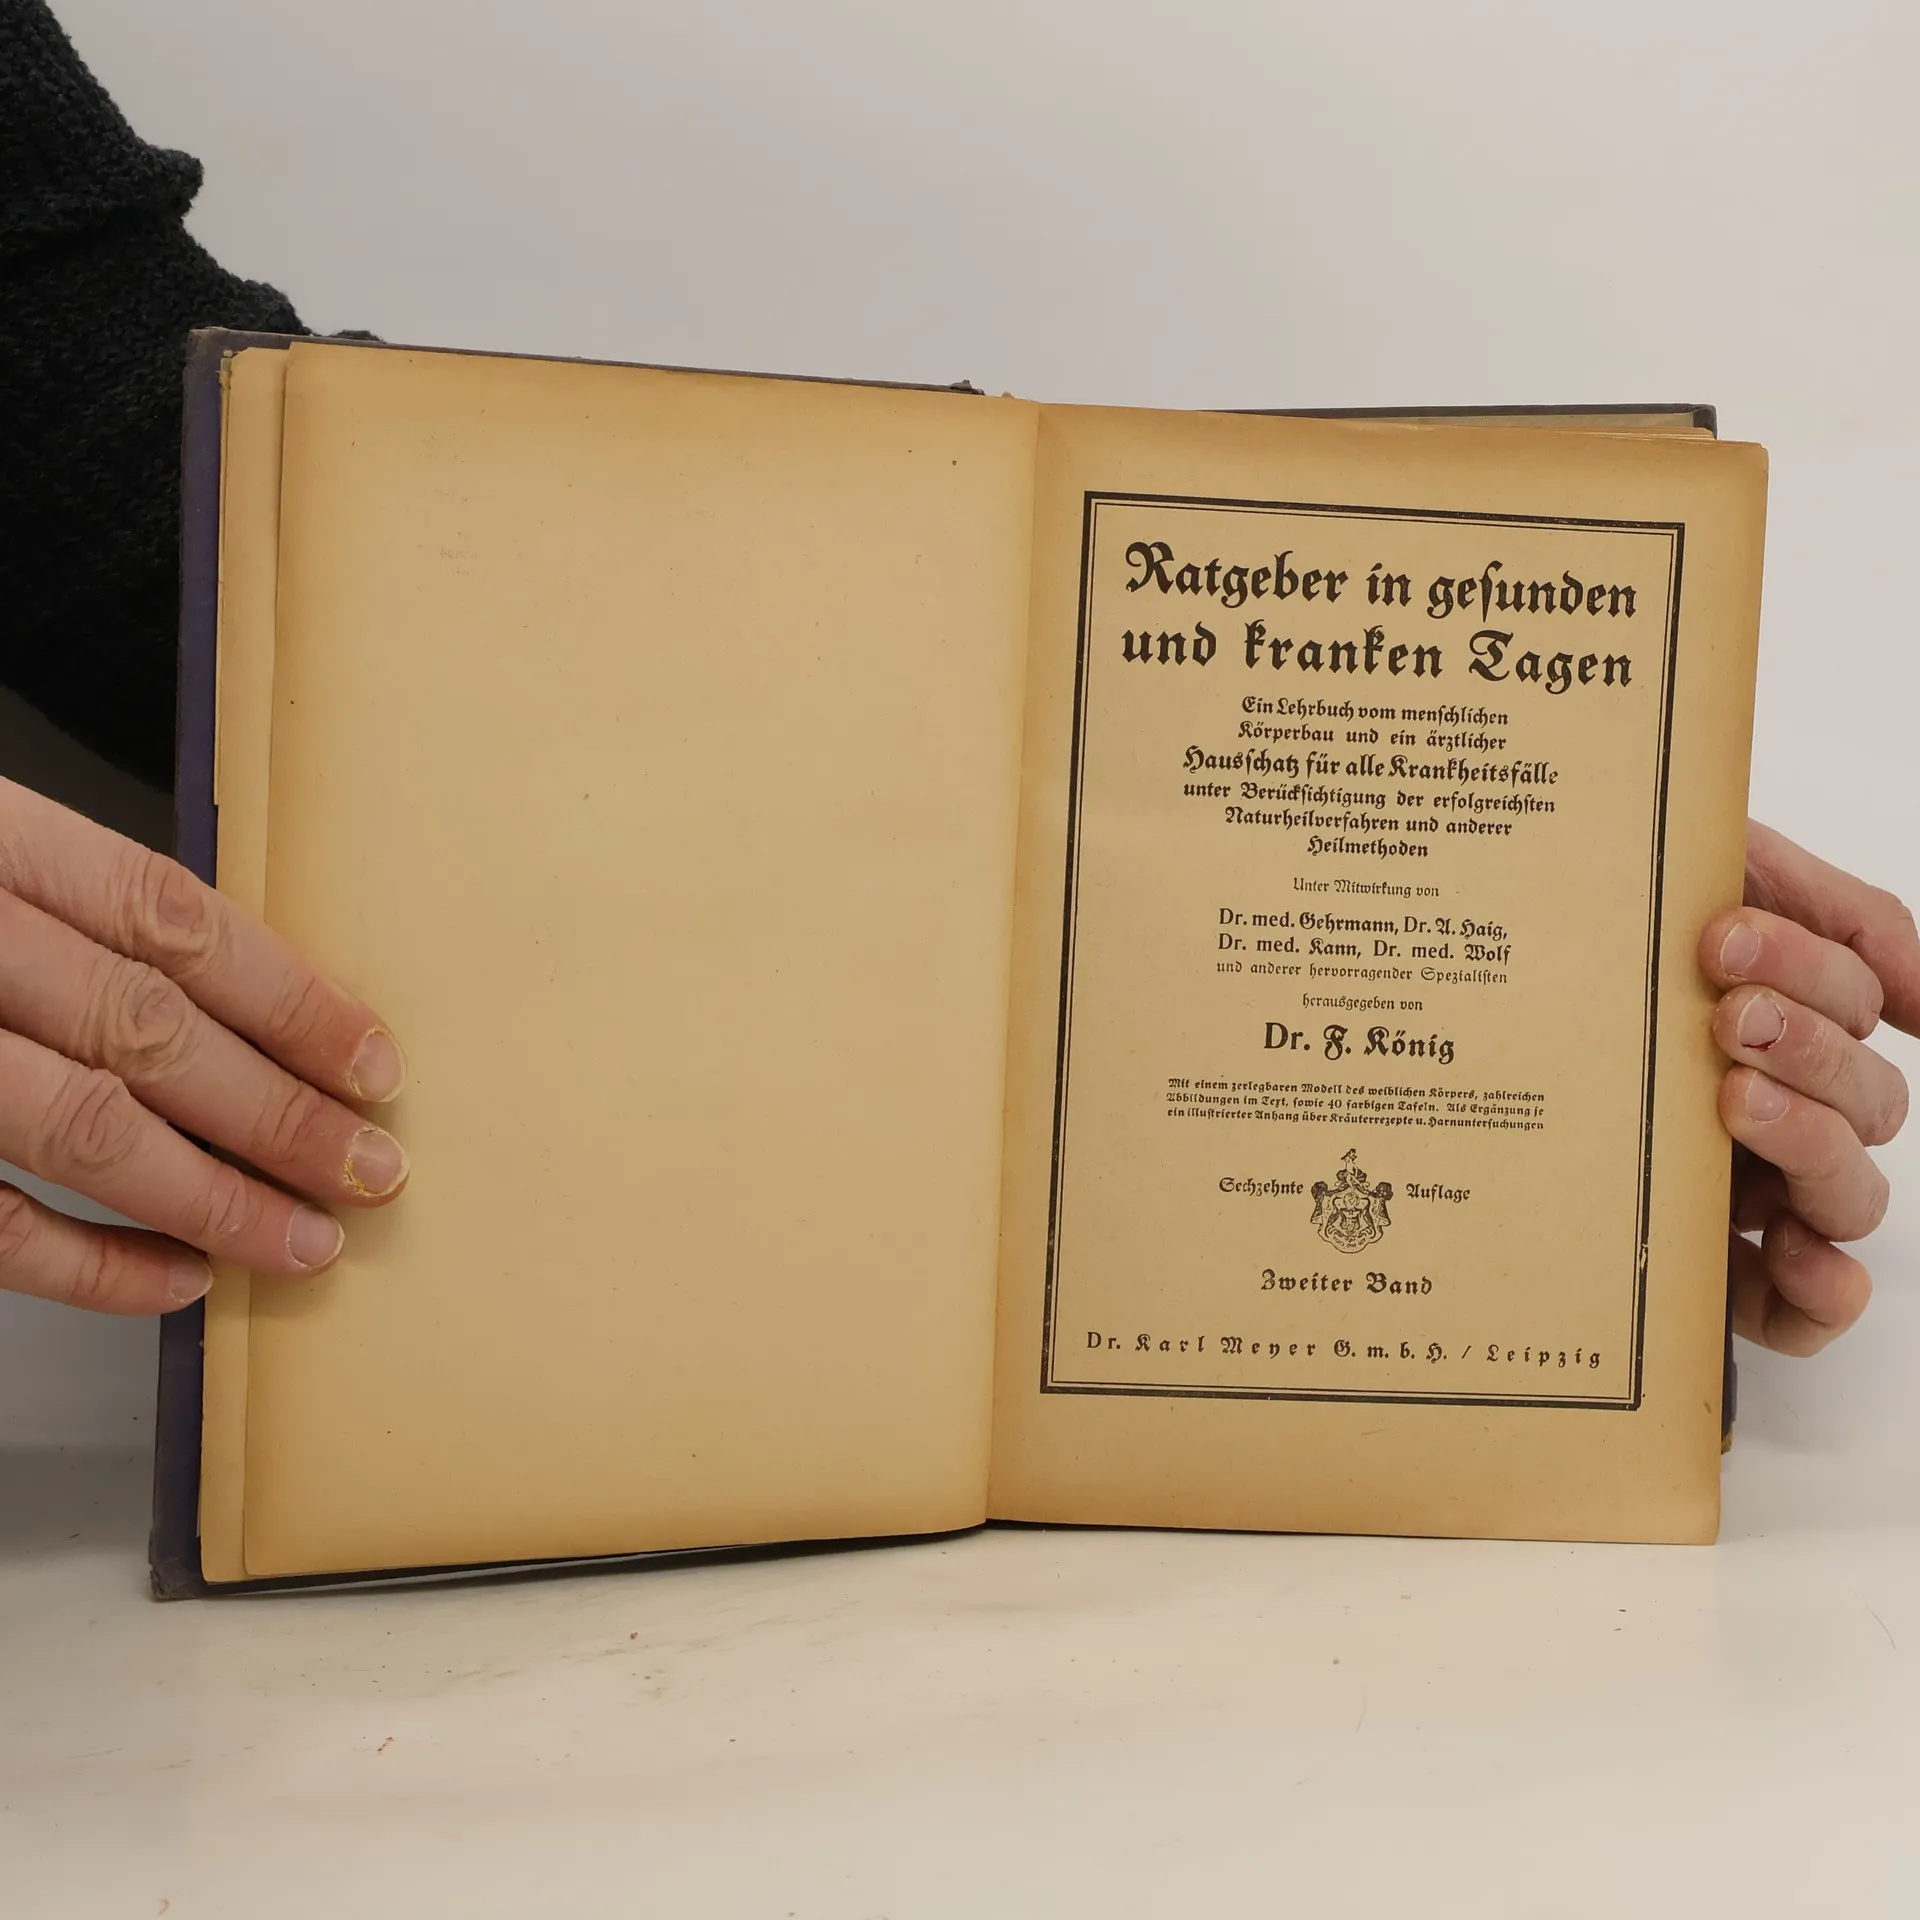 Ratgeber in geſunden
und kranken Tagen
Ein Lehrbuch vom menſchlichen
Körperbau und ein ärztlicher
Hausſchatz für alle Krankheitsfälle
unter Berückſichtigung der erfolgreichſten
Naturheilverfahren und anderer
Heilmethoden
Unter Mitwirkung von
Dr. med. Gehrmann, Dr. A. Haig,
Dr. med. Kann, Dr. med. Wolf
und anderer hervorragender Spezialiſten
herausgegeben von
Dr. F. König
Mit einem zerlegbaren Modell des weiblichen Körpers, zahlreichen
Abbildungen im Text, ſowie 40 farbigen Tafeln. Als Ergänzung je
ein illuſtrierter Anhang über Kräuterrezepte u. Harnunterſuchungen
Sechzehnte Auflage
Zweiter Band
Dr. Karl Meyer G. m. b. H. / Leipzig